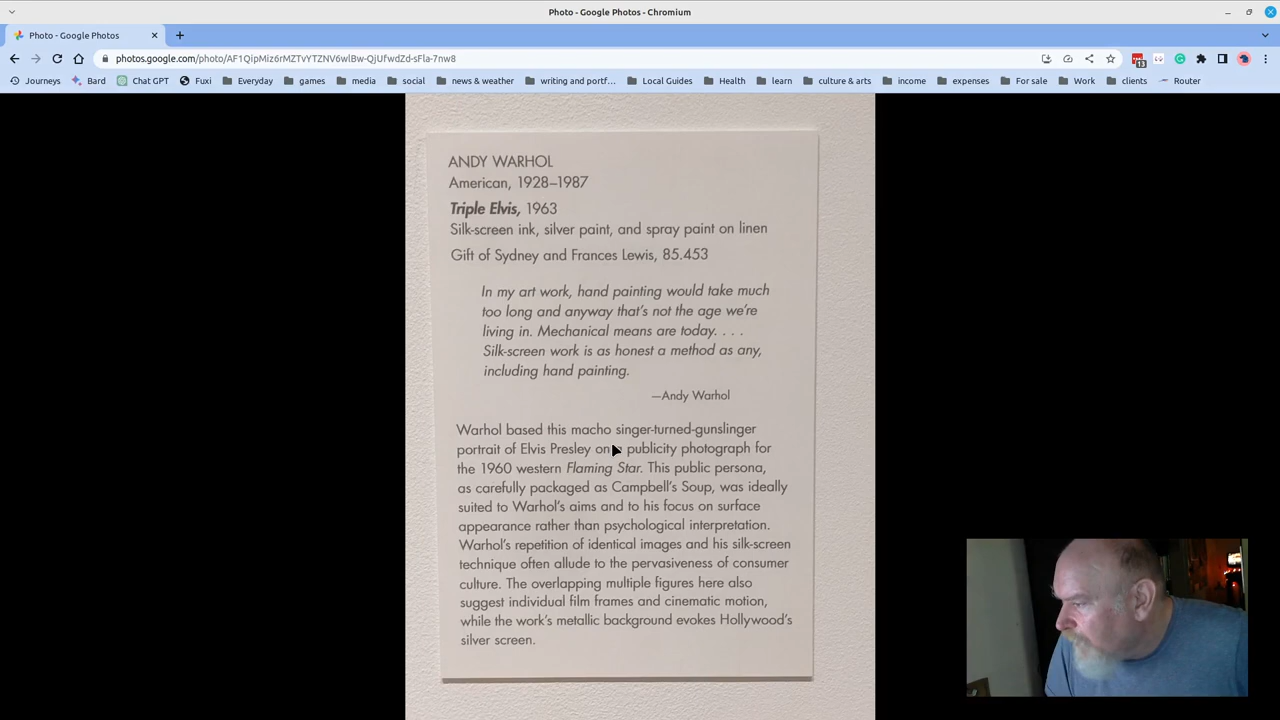 Photo - Google Photos - Chromium
Photo - Google Photos
photos.google.com/photo/AF1QipMiz6rMZTvYTZNV6wlBw-QjUfwdZd-sFla-7nw8
13
Journeys Bard Chat GPT Fuxi Everyday games media social news & weather writing and portf... Local Guides Health learn culture & arts income expenses For sale Work clients Router
ANDY WARHOL
American, 1928–1987
Triple Elvis, 1963
Silk-screen ink, silver paint, and spray paint on linen
Gift of Sydney and Frances Lewis, 85.453
In my art work, hand painting would take much
too long and anyway that's not the age we're
living in. Mechanical means are today. . . .
Silk-screen work is as honest a method as any,
including hand painting.
—Andy Warhol
Warhol based this macho singer-turned-gunslinger
portrait of Elvis Presley on a publicity photograph for
the 1960 western Flaming Star. This public persona,
as carefully packaged as Campbell's Soup, was ideally
suited to Warhol's aims and to his focus on surface
appearance rather than psychological interpretation.
Warhol's repetition of identical images and his silk-screen
technique often allude to the pervasiveness of consumer
culture. The overlapping multiple figures here also
suggest individual film frames and cinematic motion,
while the work's metallic background evokes Hollywood's
silver screen.